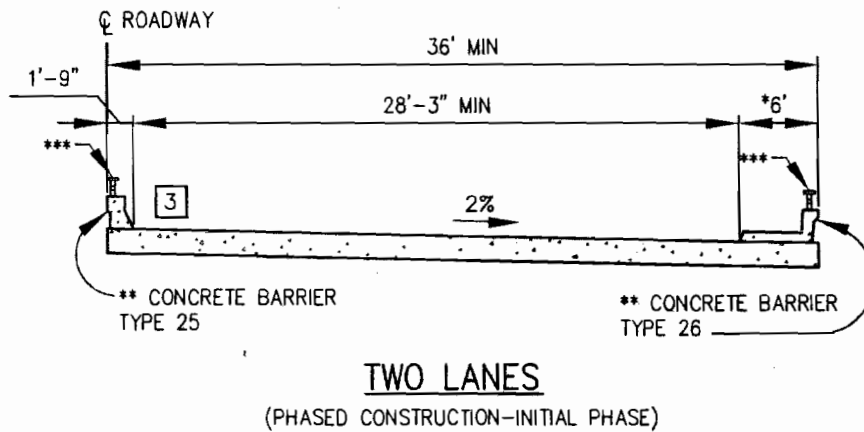 ℄ ROADWAY
36' MIN
1'-9"
28'-3" MIN
*6'
***
***
3
2%
** CONCRETE BARRIER
TYPE 25
** CONCRETE BARRIER
TYPE 26
TWO LANES
(PHASED CONSTRUCTION-INITIAL PHASE)